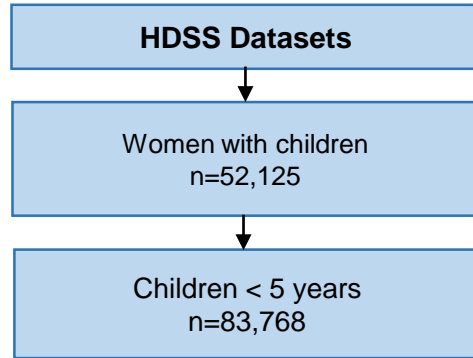 HDSS Datasets
Women with children
n=52,125
Children < 5 years
n=83,768